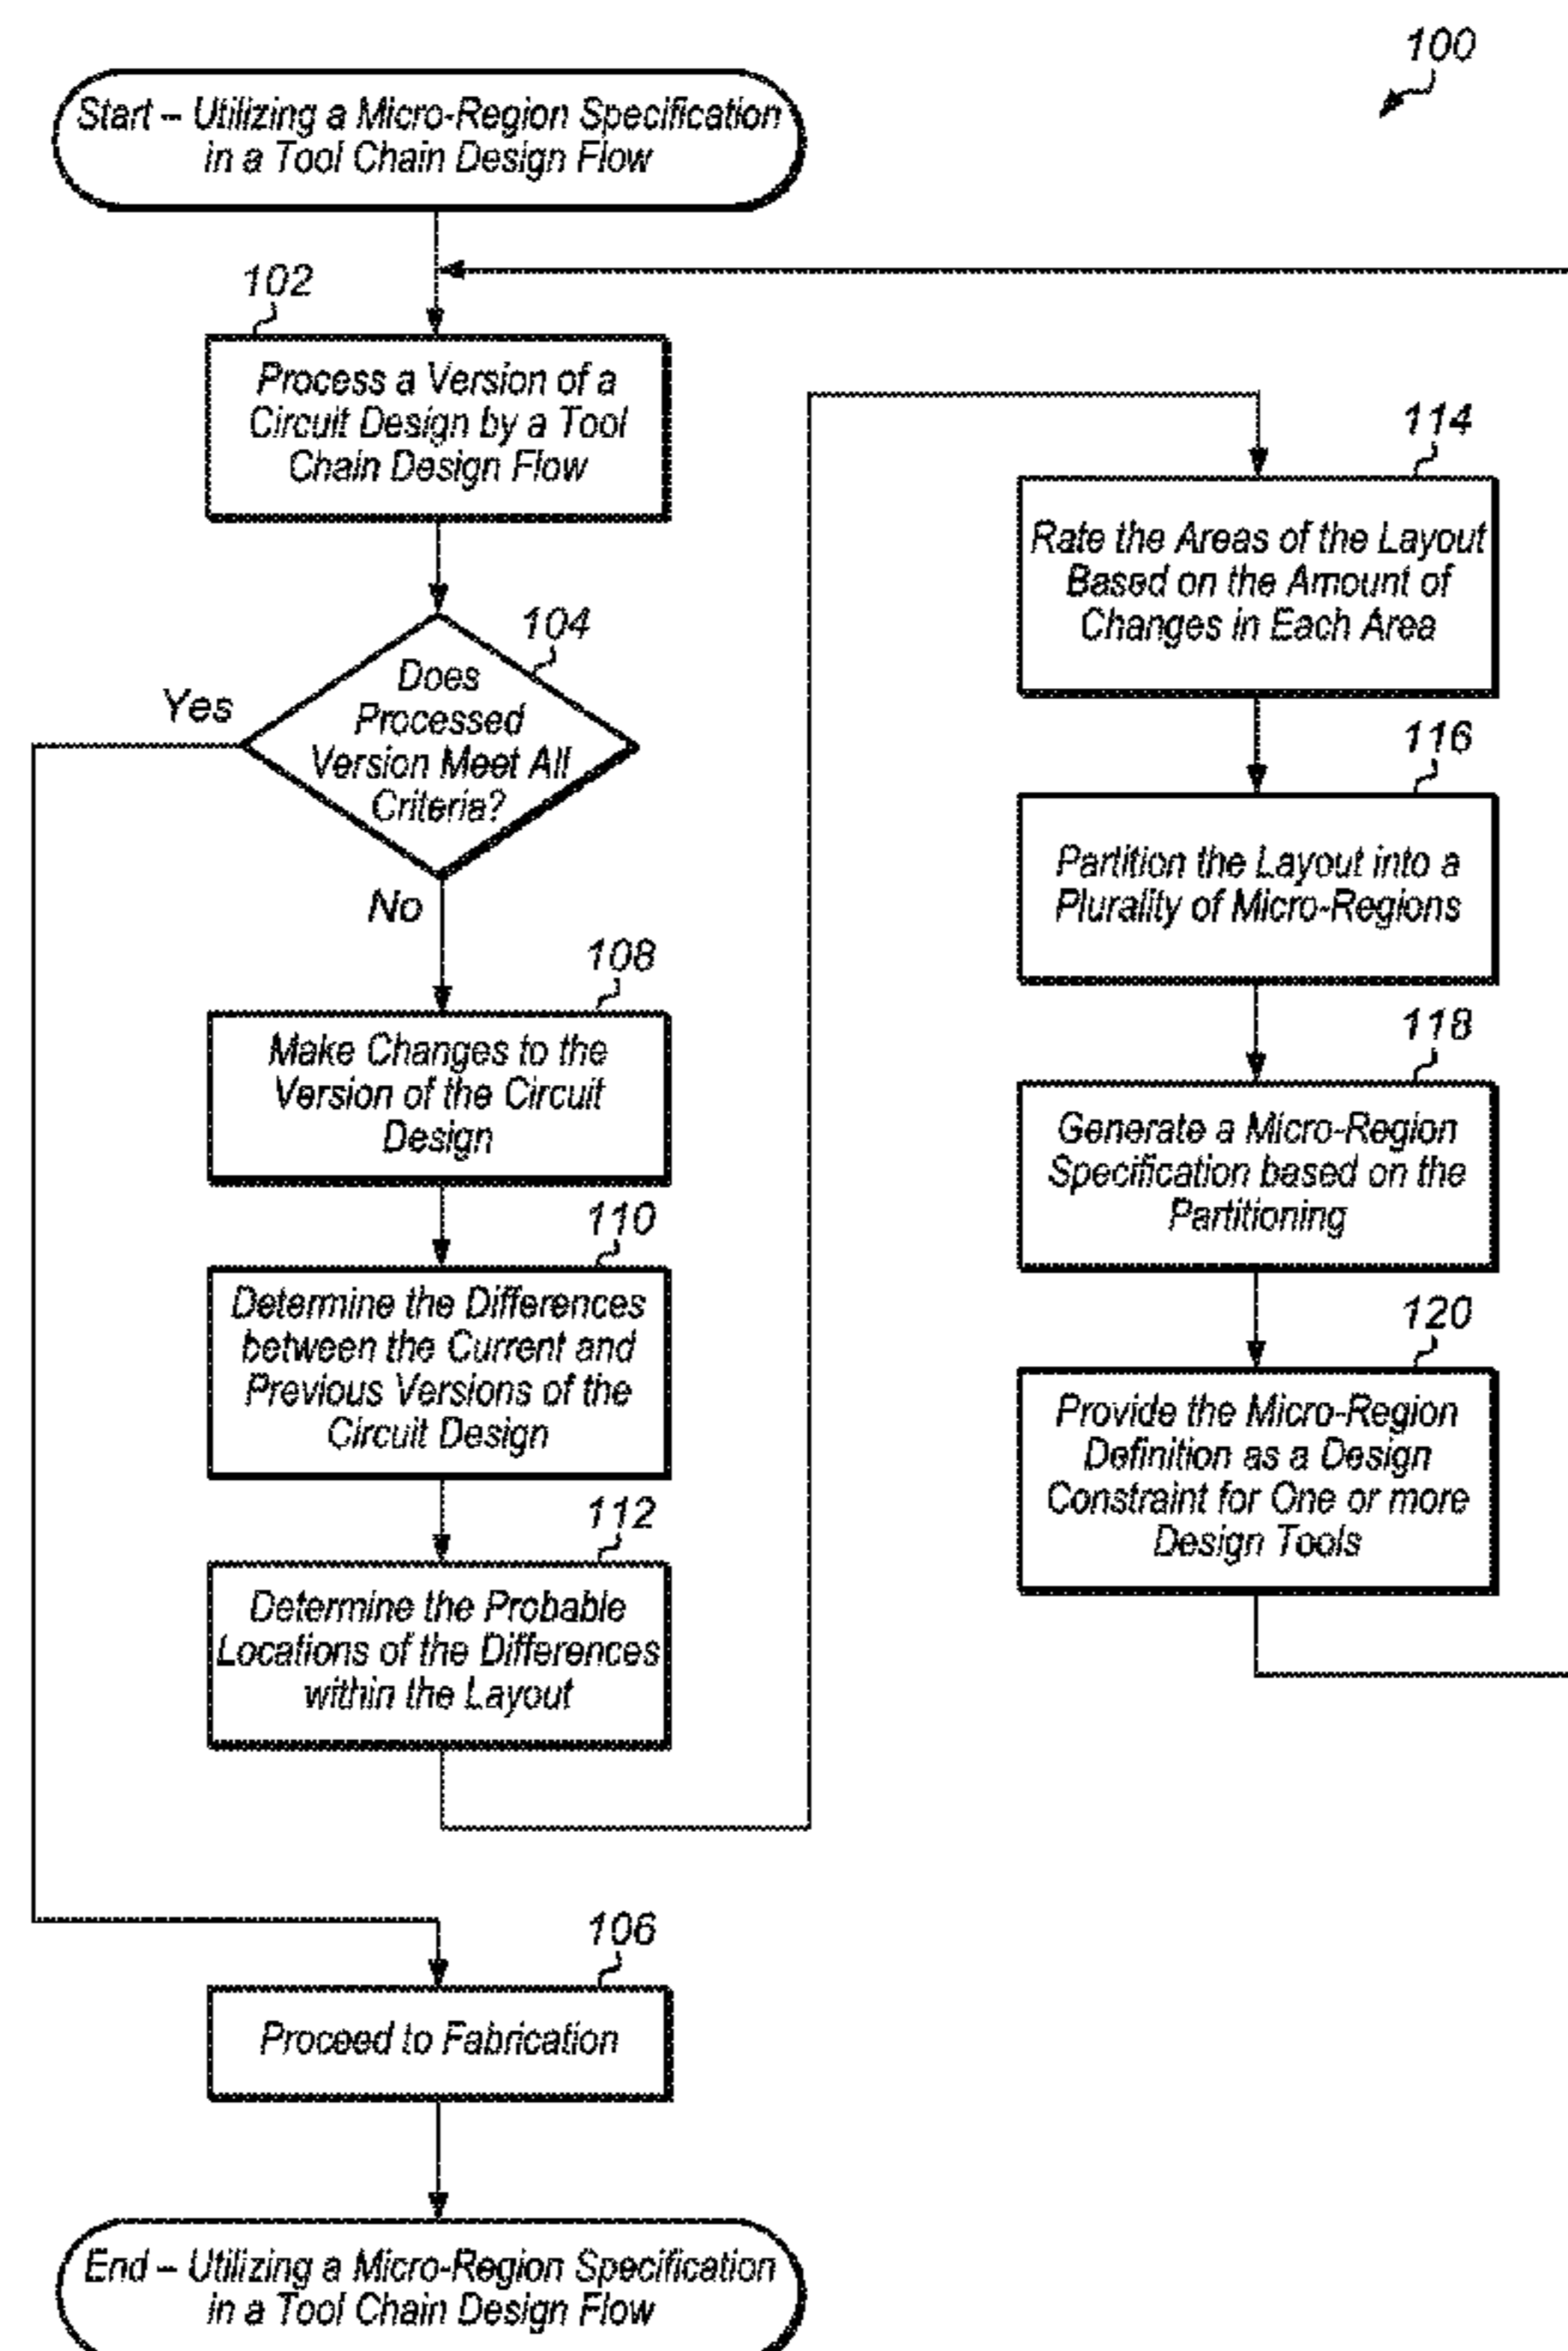 100
Start – Utilizing a Micro-Region Specification
in a Tool Chain Design Flow
102
Process a Version of a
Circuit Design by a Tool
Chain Design Flow
104
Does
Processed
Version Meet All
Criteria?
Yes
No
108
Make Changes to the
Version of the Circuit
Design
110
Determine the Differences
between the Current and
Previous Versions of the
Circuit Design
112
Determine the Probable
Locations of the Differences
within the Layout
114
Rate the Areas of the Layout
Based on the Amount of
Changes in Each Area
116
Partition the Layout into a
Plurality of Micro-Regions
118
Generate a Micro-Region
Specification based on the
Partitioning
120
Provide the Micro-Region
Definition as a Design
Constraint for One or more
Design Tools
106
Proceed to Fabrication
End – Utilizing a Micro-Region Specification
in a Tool Chain Design Flow